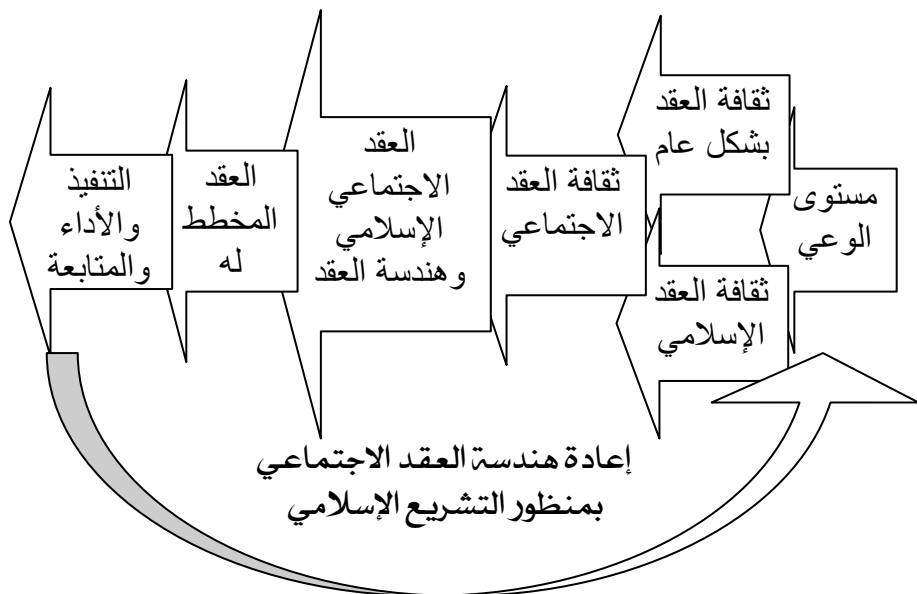 مستوى
الوعي
ثقافة العقد
بشكل عام
ثقافة العقد
الإسلامي
ثقافة العقد
الاجتماعي
العقد
الاجتماعي
الإسلامي
وهندسة العقد
العقد
المخطط
له
التنفيذ
والأداء
والمتابعة
إعادة هندسة العقد الاجتماعي
بمنظور التشريع الإسلامي